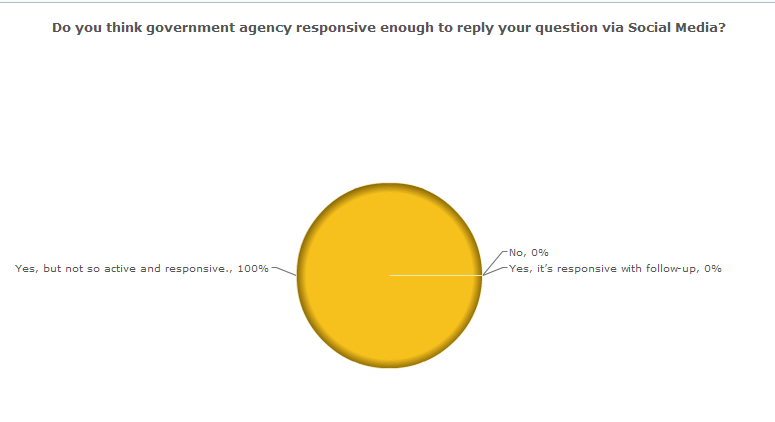 Do you think government agency responsive enough to reply your question via Social Media?
No, 0%
Yes, but not so active and responsive., 100%
Yes, it’s responsive with follow-up, 0%